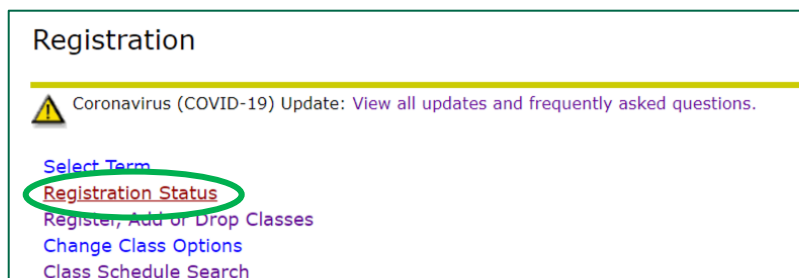 Registration
Coronavirus (COVID-19) Update: View all updates and frequently asked questions.
Select Term
Registration Status
Register, Add or Drop Classes
Change Class Options
Class Schedule Search